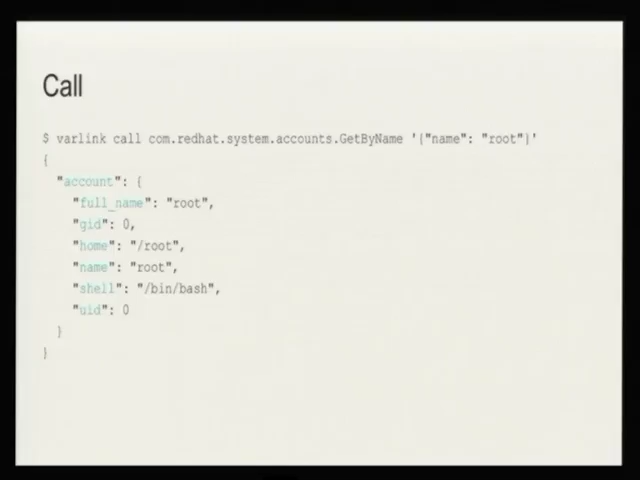 Call
$ varlink call com.redhat.system.accounts.GetByName '{"name": "root"}'
{
"account": {
"full_name": "root",
"gid": 0,
"home": "/root",
"name": "root",
"shell": "/bin/bash",
"uid": 0
}
}